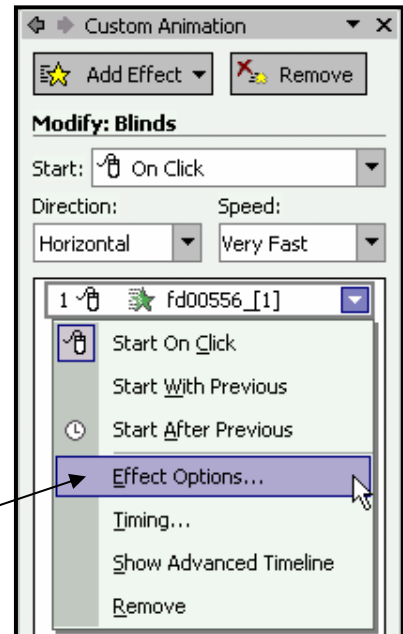 Custom Animation
Add Effect Remove
Modify: Blinds
Start: On Click
Direction: Speed:
Horizontal Very Fast
1 fd00556_[1]
Start On Click
Start With Previous
Start After Previous
Effect Options...
Timing...
Show Advanced Timeline
Remove